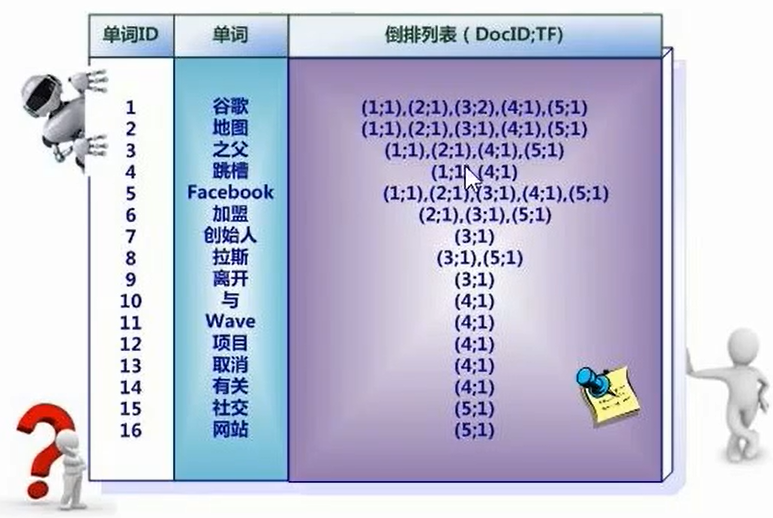 单词ID 单词 倒排列表（DocID;TF)
1 谷歌 (1;1),(2;1),(3;2),(4;1),(5;1)
2 地图 (1;1),(2;1),(3;1),(4;1),(5;1)
3 之父 (1;1),(2;1),(4;1),(5;1)
4 跳槽 (1;1),(4;1)
5 Facebook (1;1),(2;1),(3;1),(4;1),(5;1)
6 加盟 (2;1),(3;1),(5;1)
7 创始人 (3;1)
8 拉斯 (3;1),(5;1)
9 离开 (3;1)
10 与 (4;1)
11 Wave (4;1)
12 项目 (4;1)
13 取消 (4;1)
14 有关 (4;1)
15 社交 (5;1)
16 网站 (5;1)